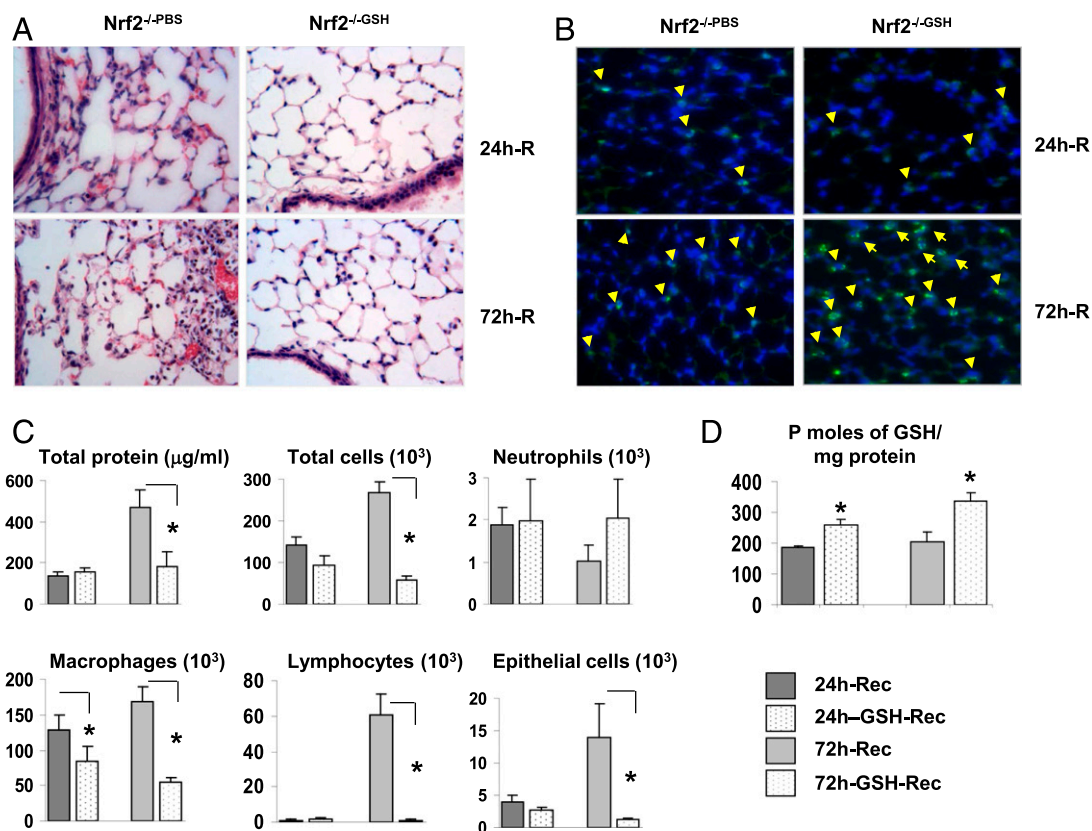 A
Nrf2-/-PBS
Nrf2-/-GSH
24h-R
72h-R
B
Nrf2-/-PBS
Nrf2-/-GSH
24h-R
72h-R
C
Total protein (μg/ml)
600
400
200
0
*
Total cells (10³)
300
200
100
0
*
Neutrophils (10³)
3
2
1
0
Macrophages (10³)
200
150
100
50
0
*
*
Lymphocytes (10³)
80
60
40
20
0
*
Epithelial cells (10³)
20
15
10
5
0
*
D
P moles of GSH/
mg protein
400
300
200
100
0
*
*
24h-Rec
24h–GSH-Rec
72h-Rec
72h-GSH-Rec